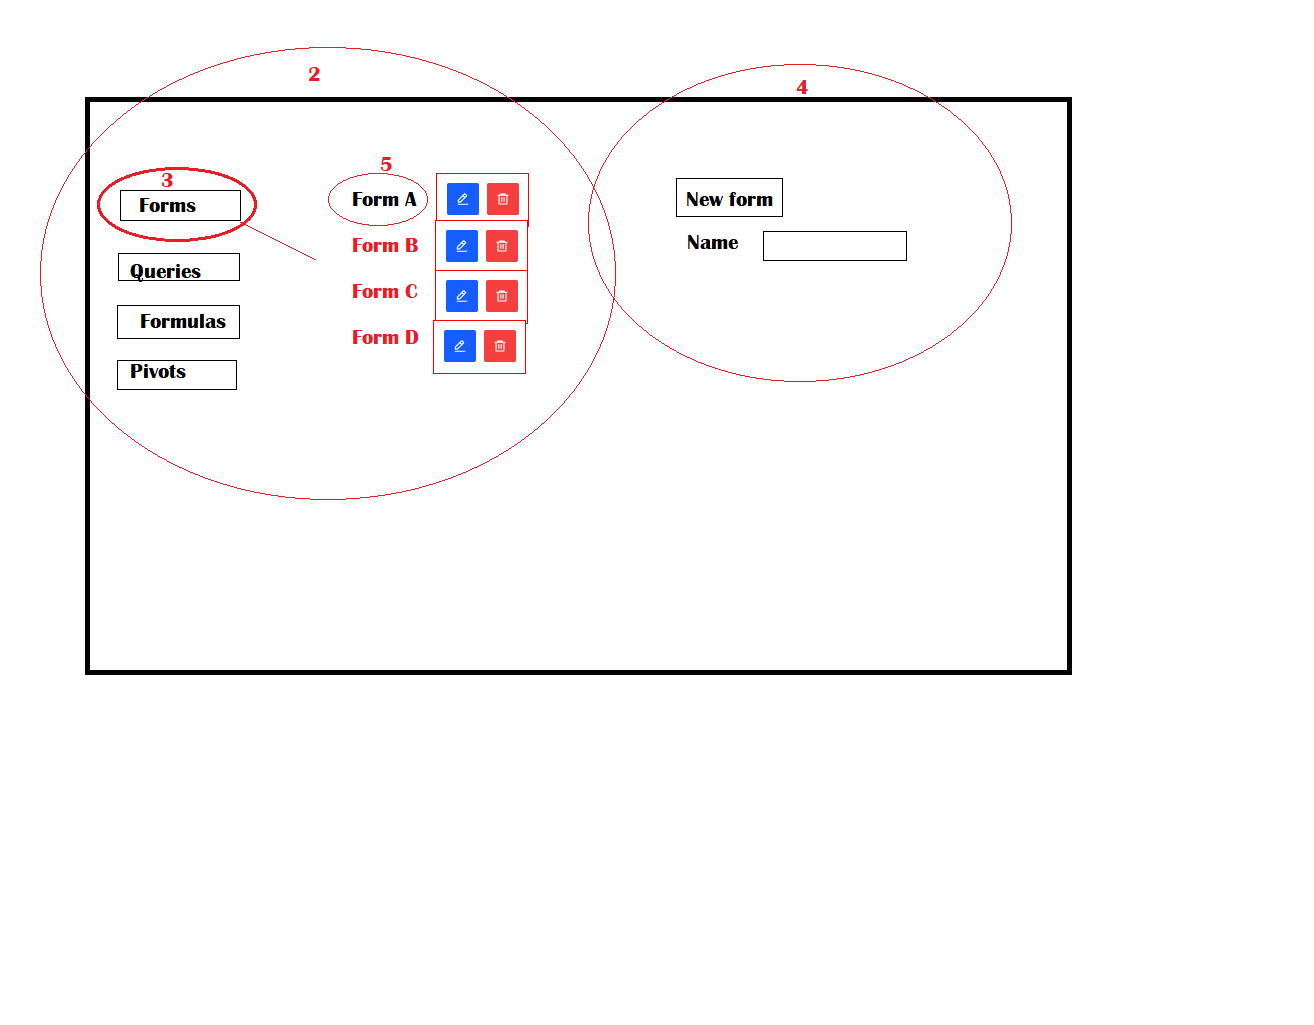 2
4
3
Forms
Queries
Formulas
Pivots
5
Form A
Form B
Form C
Form D
New form
Name